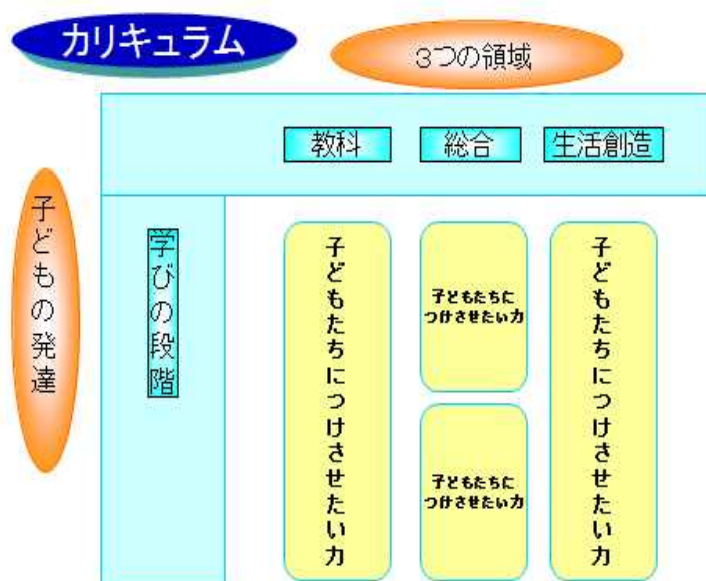 カリキュラム
3つの領域
教科
総合
生活創造
子どもの発達
学びの段階
子どもたちにつけさせたい力
子どもたちに
つけさせたい力
子どもたちに
つけさせたい力
子どもたちにつけさせたい力